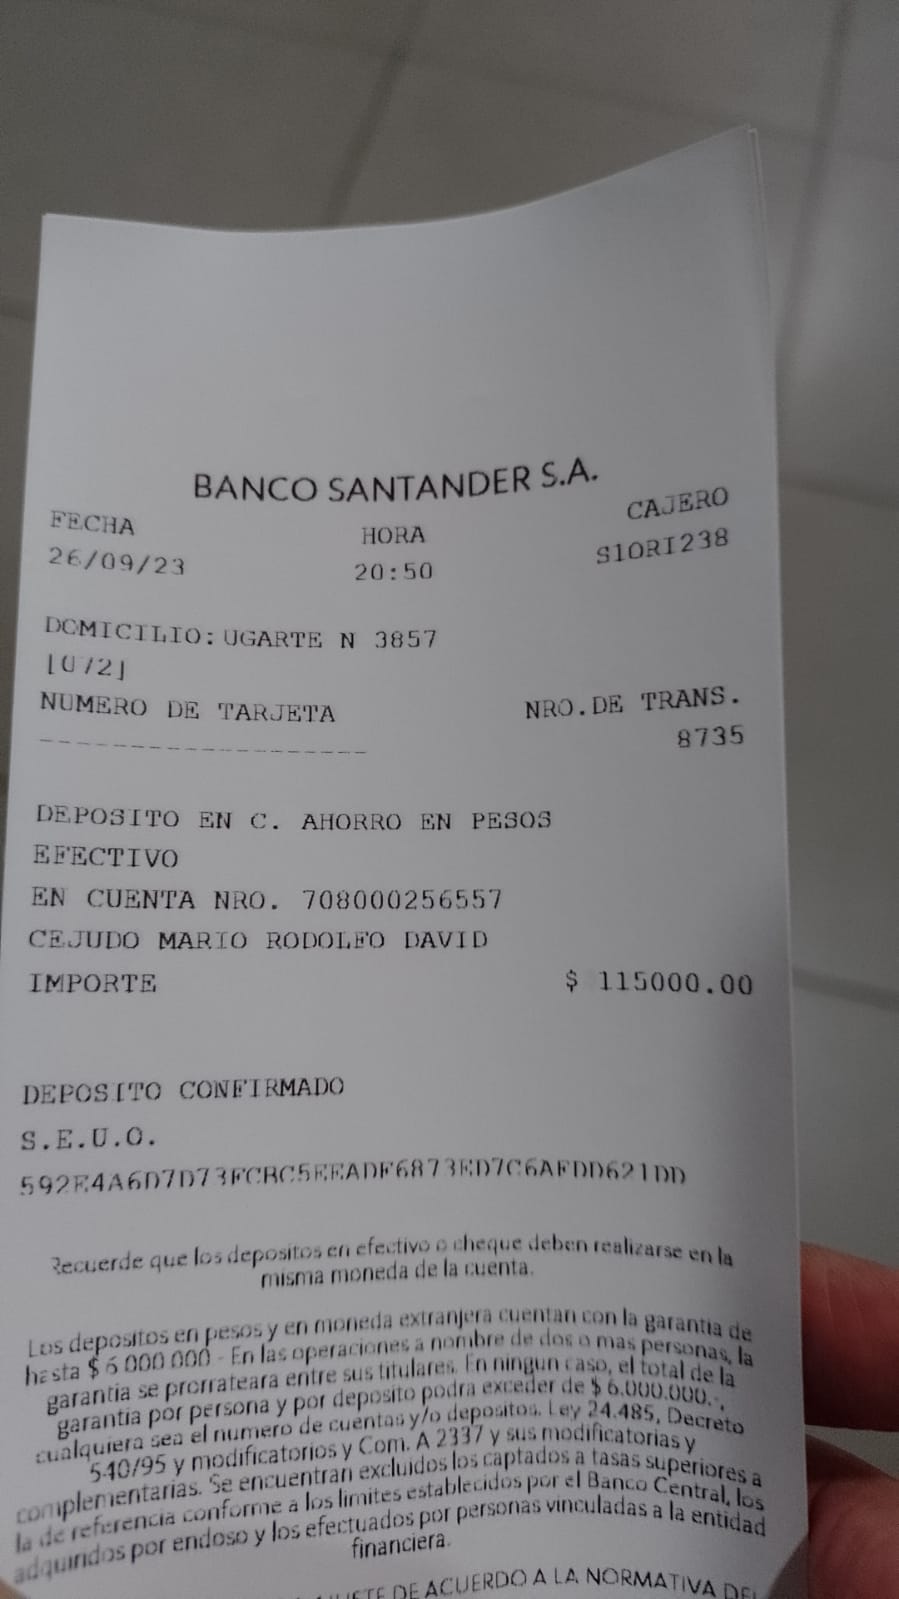 BANCO SANTANDER S.A.
FECHA HORA CAJERO
26/09/23 20:50 S1ORI238
DOMICILIO: UGARTE N 3857
[072]
NUMERO DE TARJETA NRO.DE TRANS.
------------------ 8735
DEPOSITO EN C. AHORRO EN PESOS
EFECTIVO
EN CUENTA NRO. 708000256557
CEJUDO MARIO RODOLFO DAVID
IMPORTE $ 115000.00
DEPOSITO CONFIRMADO
S.E.U.O.
592E4A6D7D73FCBC5EEADF6873ED7C6AFDD621DD
Recuerde que los depositos en efectivo o cheque deben realizarse en la
misma moneda de la cuenta.
Los depositos en pesos y en moneda extranjera cuentan con la garantia de
hasta $ 6.000.000 - En las operaciones a nombre de dos o mas personas, la
garantia se prorrateara entre sus titulares. En ningun caso, el total de la
garantia por persona y por deposito podra exceder de $ 6.000.000.-,
cualquiera sea el numero de cuentas y/o depositos. Ley 24.485, Decreto
540/95 y modificatorios y Com. A 2337 y sus modificatorias y
complementarias. Se encuentran excluidos los captados a tasas superiores a
la de referencia conforme a los limites establecidos por el Banco Central, los
adquiridos por endoso y los efectuados por personas vinculadas a la entidad
financiera.
DE ACUERDO A LA NORMATIVA